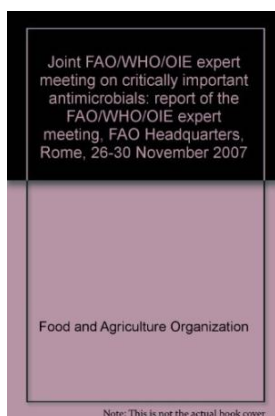 Joint FAO/WHO/OIE expert
meeting on critically important
antimicrobials: report of the
FAO/WHO/OIE expert
meeting, FAO Headquarters,
Rome, 26-30 November 2007
Food and Agriculture Organization
Note: This is not the actual book cover